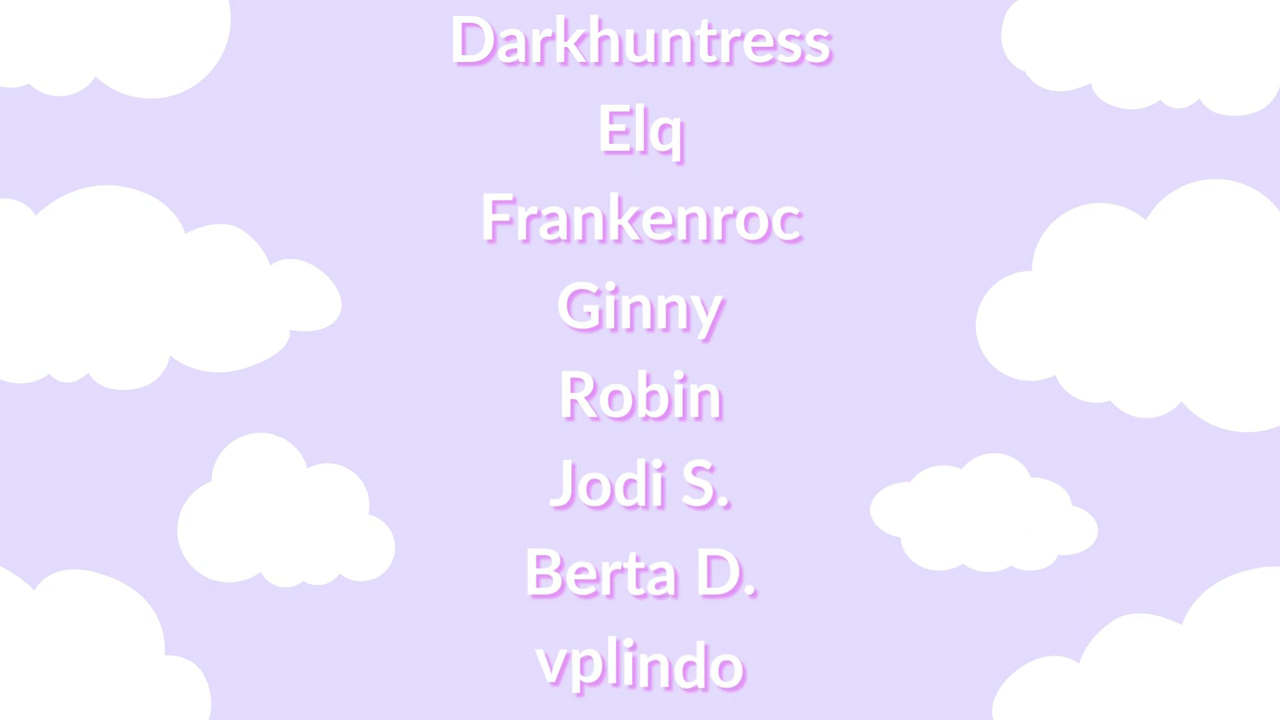 Darkhuntress
Elq
Frankenroc
Ginny
Robin
Jodi S.
Berta D.
vplindo